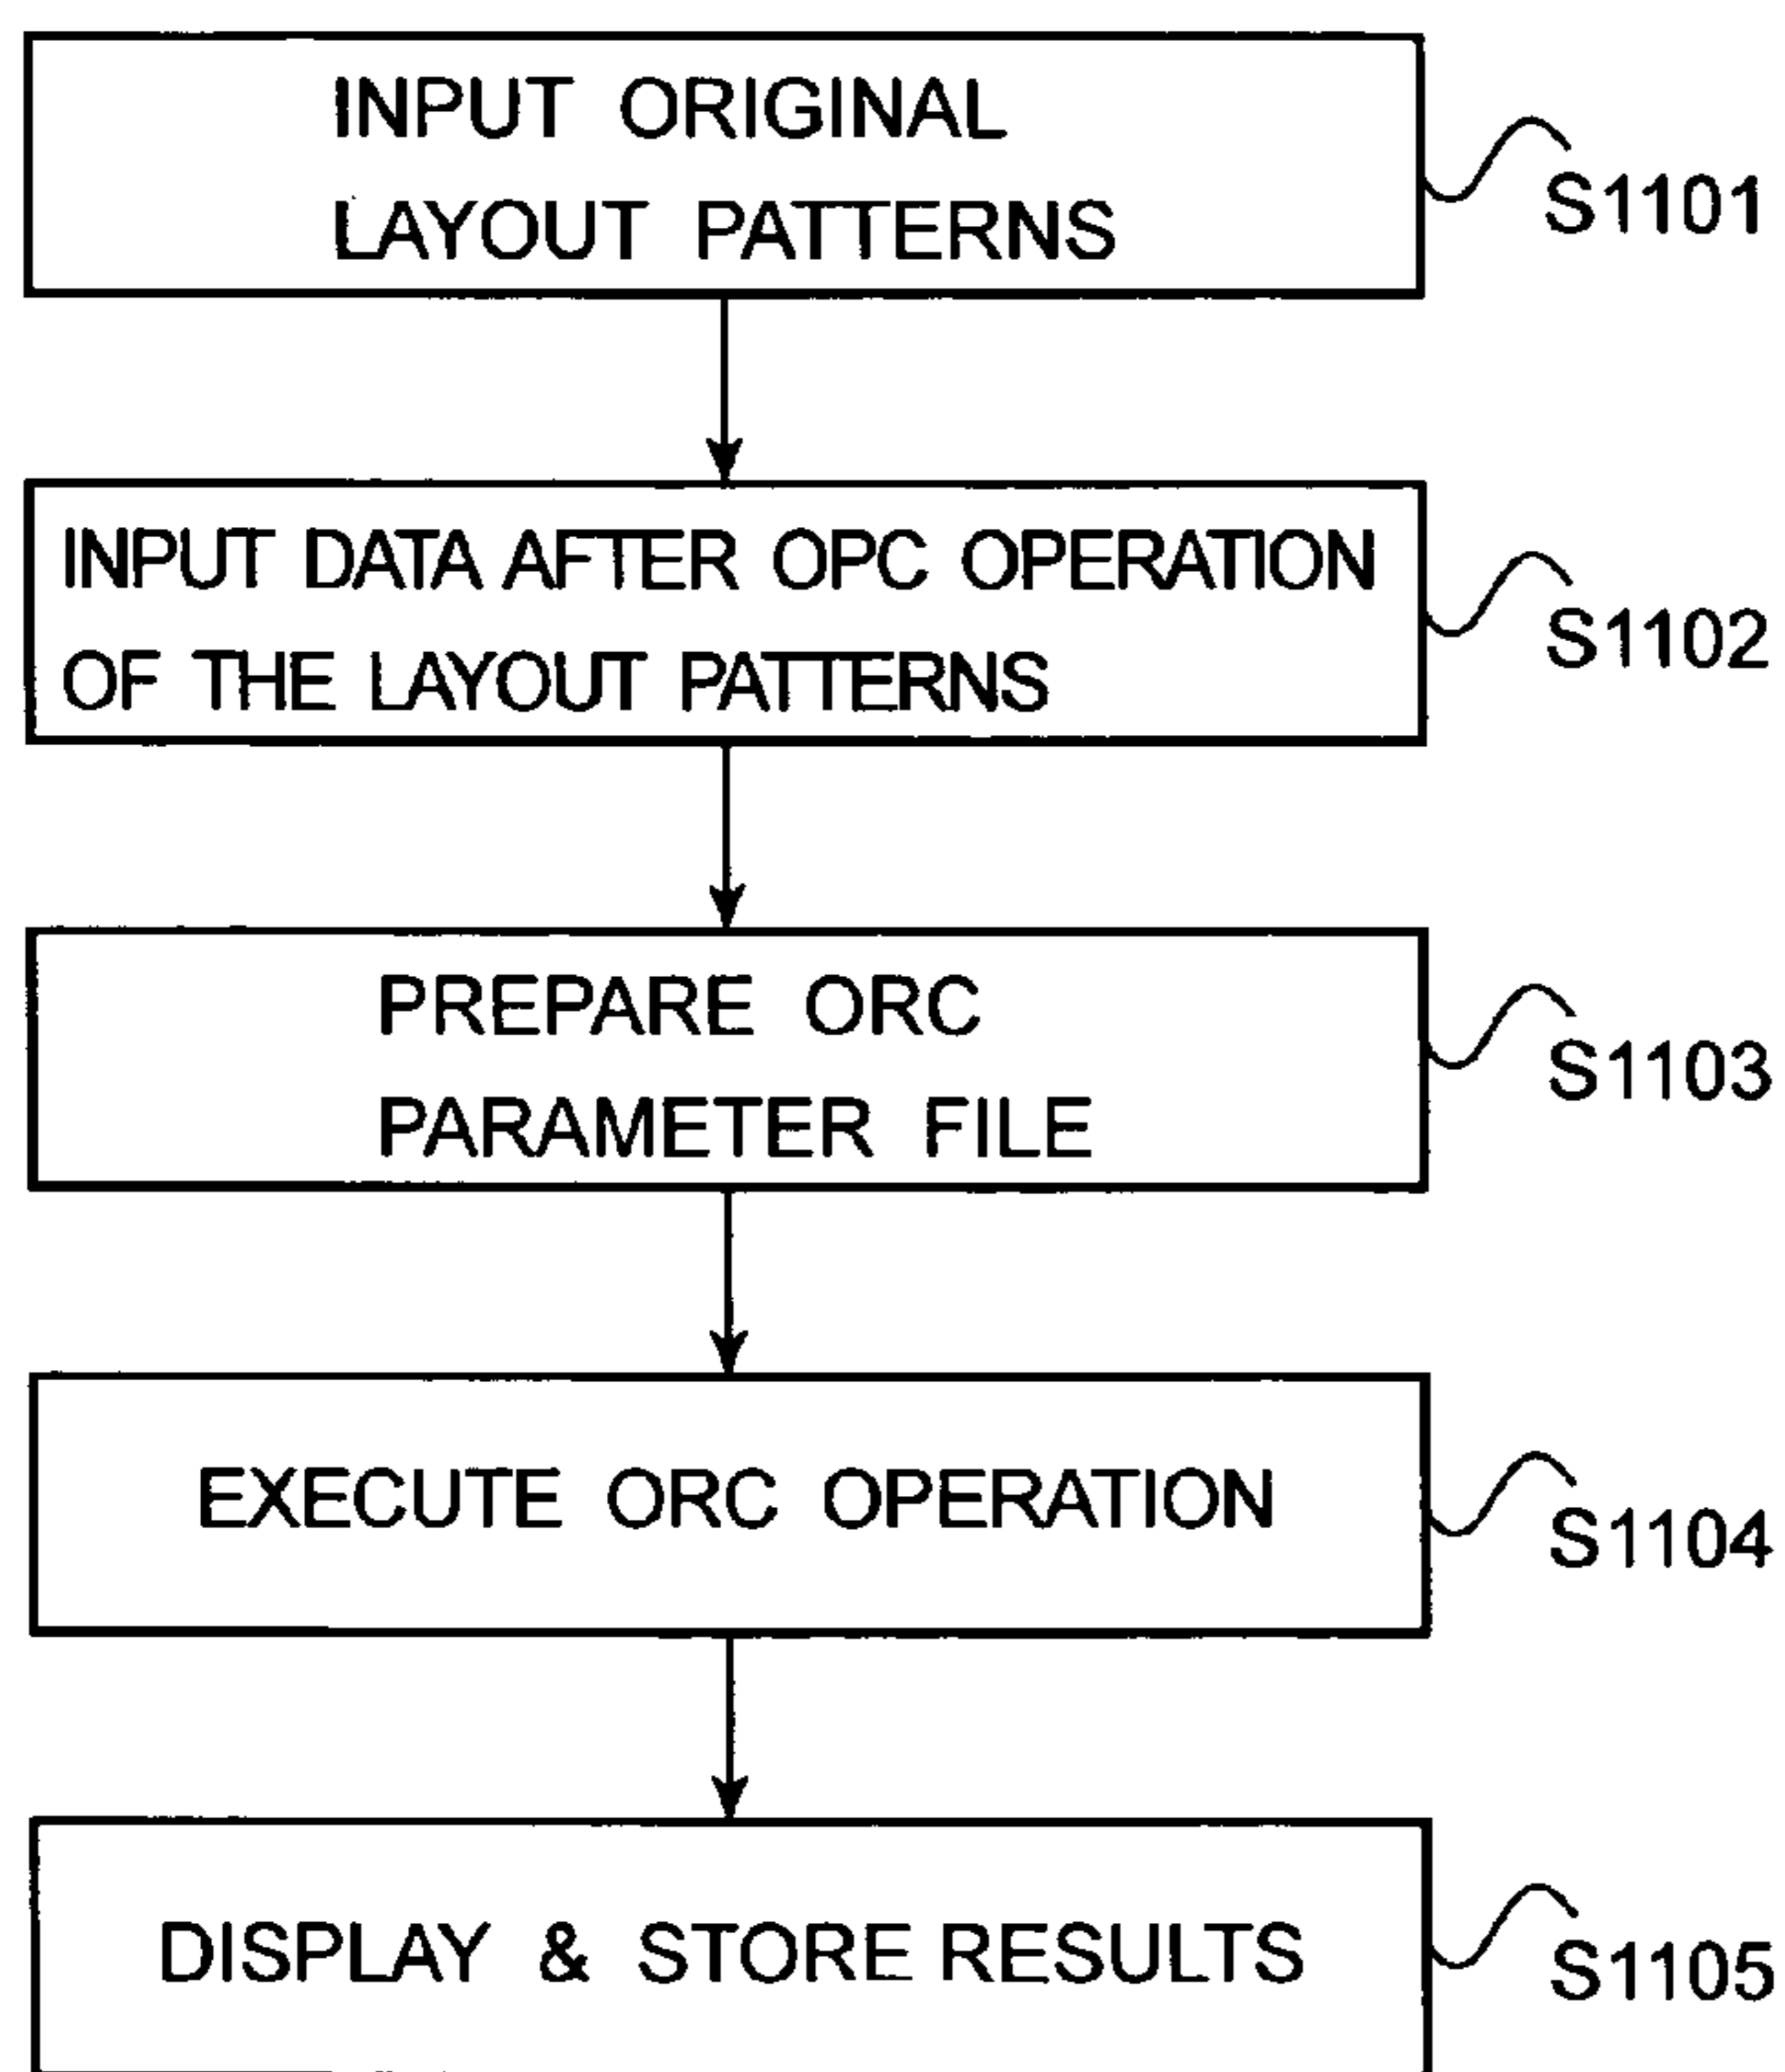 INPUT ORIGINAL
LAYOUT PATTERNS
S1101
INPUT DATA AFTER OPC OPERATION
OF THE LAYOUT PATTERNS
S1102
PREPARE ORC
PARAMETER FILE
S1103
EXECUTE ORC OPERATION
S1104
DISPLAY & STORE RESULTS
S1105